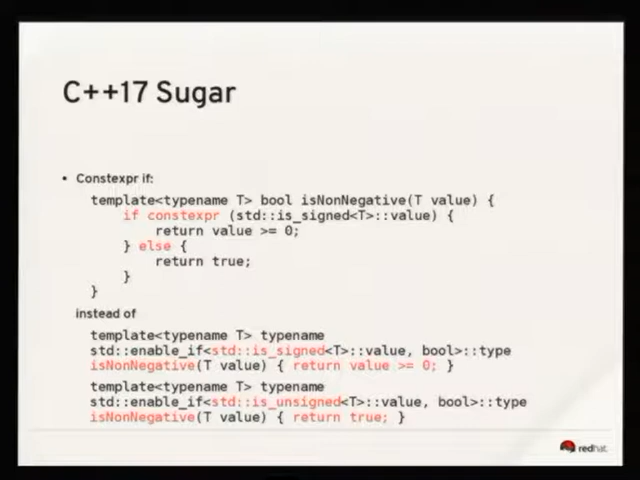 C++17 Sugar
• Constexpr if:
template<typename T> bool isNonNegative(T value) {
if constexpr (std::is_signed<T>::value) {
return value >= 0;
} else {
return true;
}
}
instead of
template<typename T> typename
std::enable_if<std::is_signed<T>::value, bool>::type
isNonNegative(T value) { return value >= 0; }
template<typename T> typename
std::enable_if<std::is_unsigned<T>::value, bool>::type
isNonNegative(T value) { return true; }
redhat.